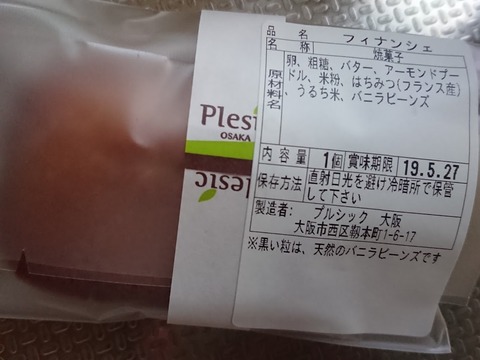 品名 フィナンシェ
名称 焼菓子
原材料名 卵、粗糖、バター、アーモンドプー
ドル、米粉、はちみつ(フランス産)
、うるち米、バニラビーンズ
内容量 1個 賞味期限 19.5.27
保存方法 直射日光を避け冷暗所で保管
して下さい
製造者: プルシック 大阪
大阪市西区靱本町1-6-17
※黒い粒は、天然のバニラビーンズです
Plesic
OSAKA
lesic